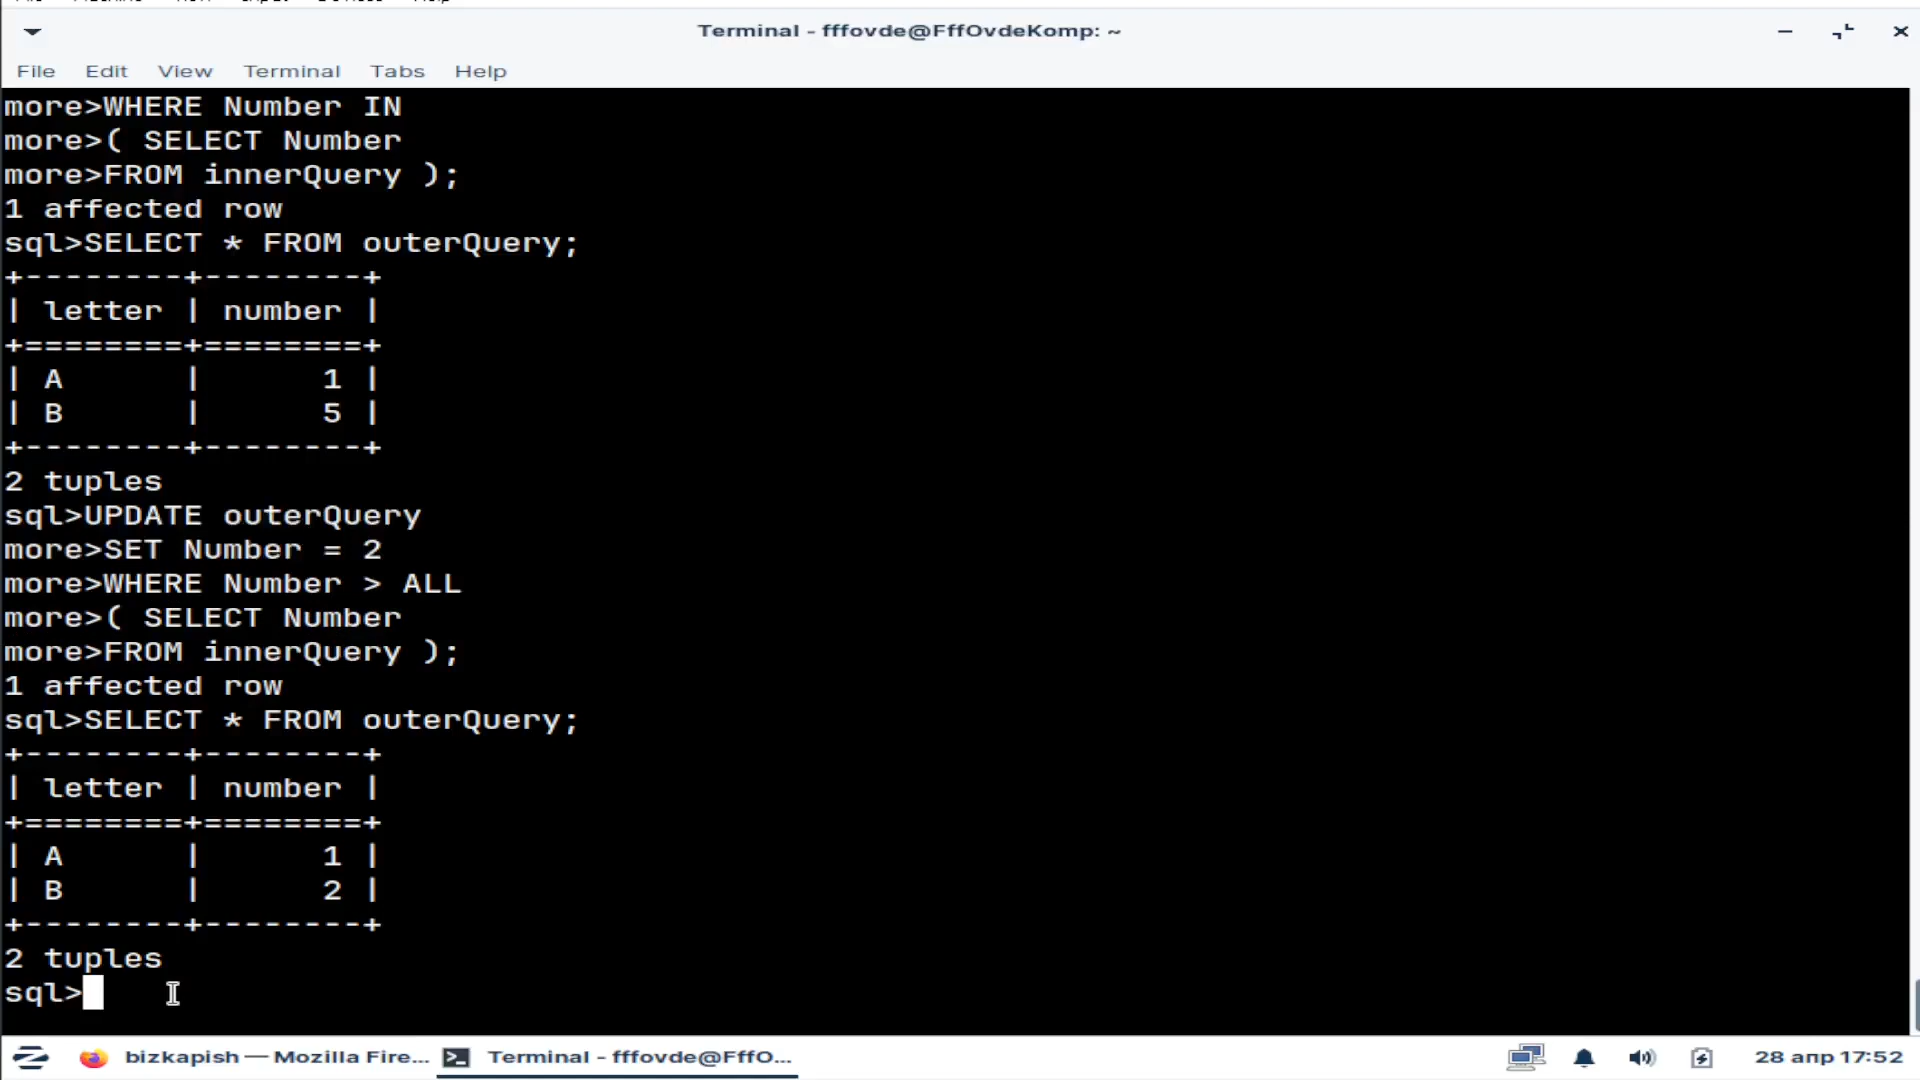 Terminal - fffovde@FffOvdeKomp: ~
File Edit View Terminal Tabs Help
more>WHERE Number IN
more>( SELECT Number
more>FROM innerQuery );
1 affected row
sql>SELECT * FROM outerQuery;
+--------+--------+
| letter | number |
+========+========+
| A      |      1 |
| B      |      5 |
+--------+--------+
2 tuples
sql>UPDATE outerQuery
more>SET Number = 2
more>WHERE Number > ALL
more>( SELECT Number
more>FROM innerQuery );
1 affected row
sql>SELECT * FROM outerQuery;
+--------+--------+
| letter | number |
+========+========+
| A      |      1 |
| B      |      2 |
+--------+--------+
2 tuples
sql>
bizkapish — Mozilla Fire... Terminal - fffovde@FffO... 28 апр 17:52